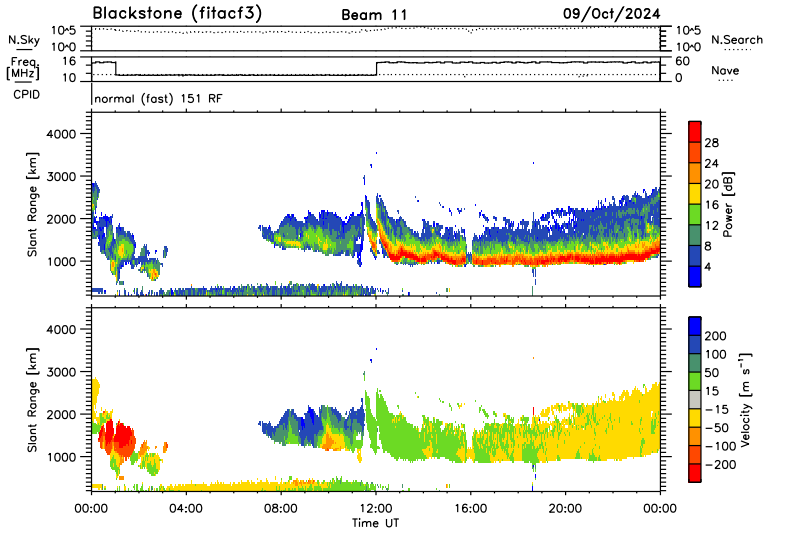 Blackstone (fitacf3) Beam 11 09/Oct/2024
N.Sky 10^5 10^0 10^5 10^0 N.Search
Freq. [MHz] 16 10 60 0 Nave
CPID normal (fast) 151 RF
Slant Range [km] 4000 3000 2000 1000
Power [dB] 28 24 20 16 12 8 4
Slant Range [km] 4000 3000 2000 1000
Velocity [m s⁻¹] 200 100 50 15 −15 −50 −100 −200
00:00 04:00 08:00 12:00 16:00 20:00 00:00
Time UT